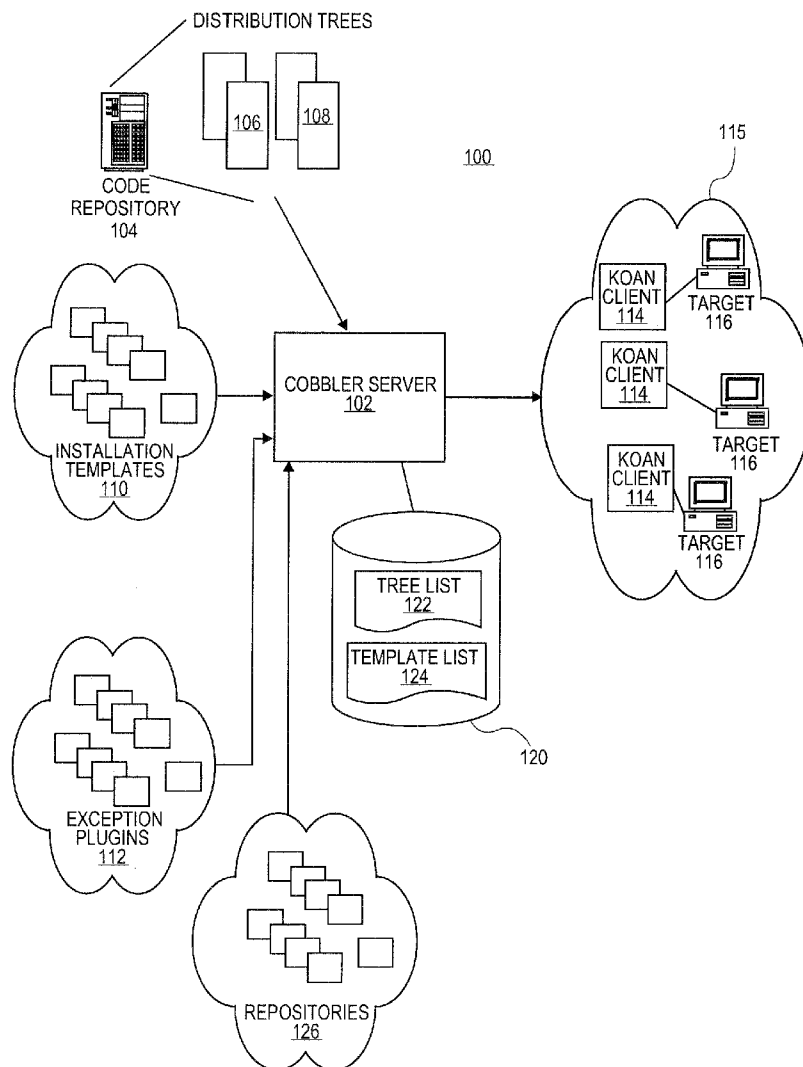 DISTRIBUTION TREES
106
108
CODE
REPOSITORY
104
100
115
KOAN
CLIENT
114
TARGET
116
KOAN
CLIENT
114
TARGET
116
KOAN
CLIENT
114
TARGET
116
COBBLER SERVER
102
INSTALLATION
TEMPLATES
110
TREE LIST
122
TEMPLATE LIST
124
120
EXCEPTION
PLUGINS
112
REPOSITORIES
126